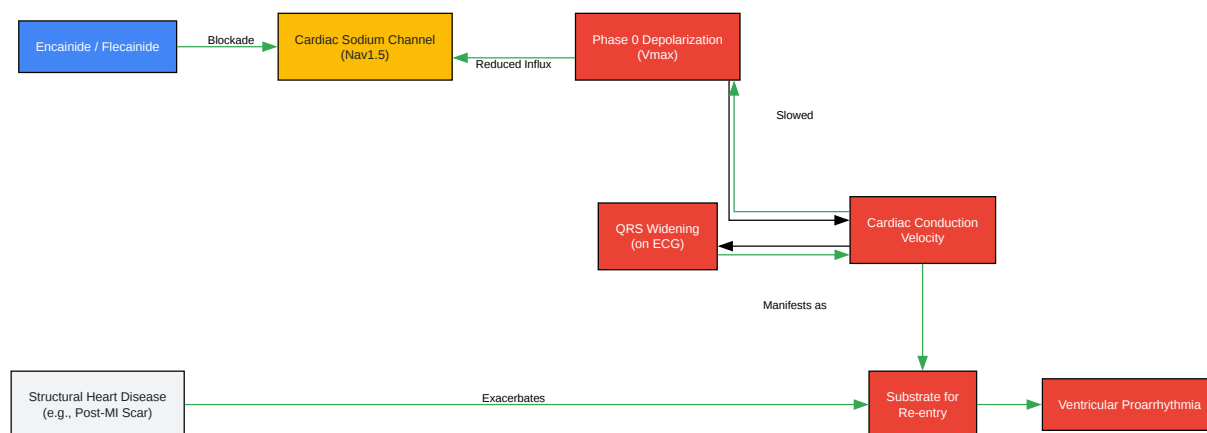 Encainide / Flecainide
Blockade
Cardiac Sodium Channel
(Nav1.5)
Reduced Influx
Phase 0 Depolarization
(Vmax)
Slowed
QRS Widening
(on ECG)
Cardiac Conduction
Velocity
Manifests as
Structural Heart Disease
(e.g., Post-MI Scar)
Exacerbates
Substrate for
Re-entry
Ventricular Proarrhythmia